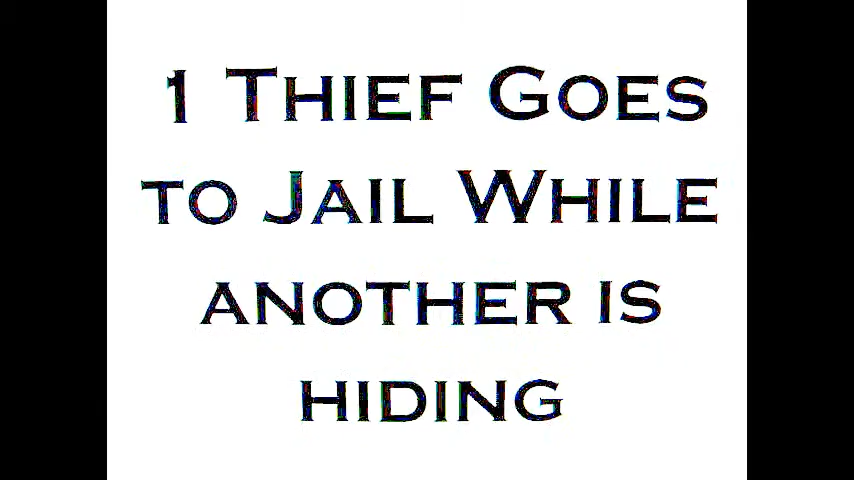 1 Thief Goes
to Jail While
another is
hiding